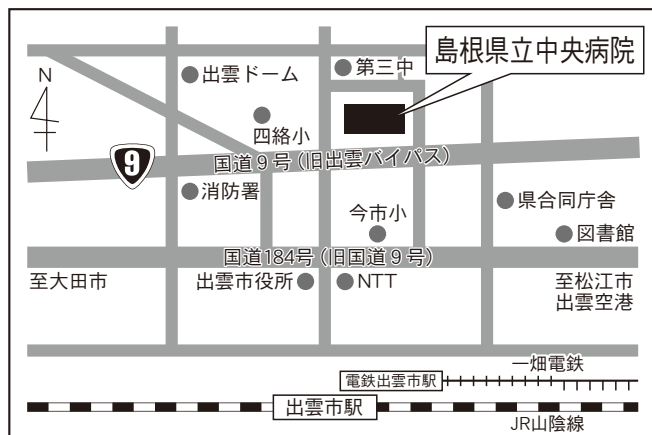 島根県立中央病院
N
出雲ドーム
第三中
四絡小
国道9号(旧出雲バイパス)
9
消防署
県合同庁舎
今市小
図書館
国道184号(旧国道9号)
至大田市
出雲市役所
NTT
至松江市
出雲空港
一畑電鉄
電鉄出雲市駅
出雲市駅
JR山陰線